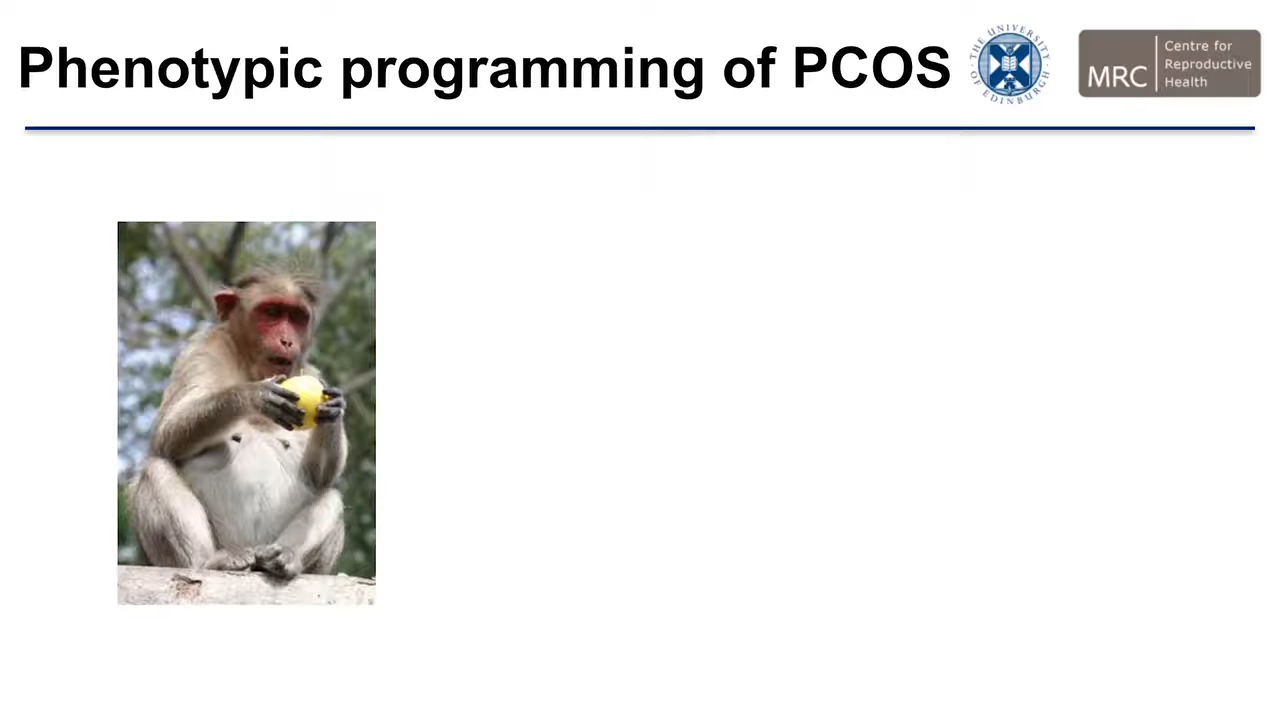 Phenotypic programming of PCOS
THE UNIVERSITY
OF EDINBURGH
MRC
Centre for
Reproductive
Health